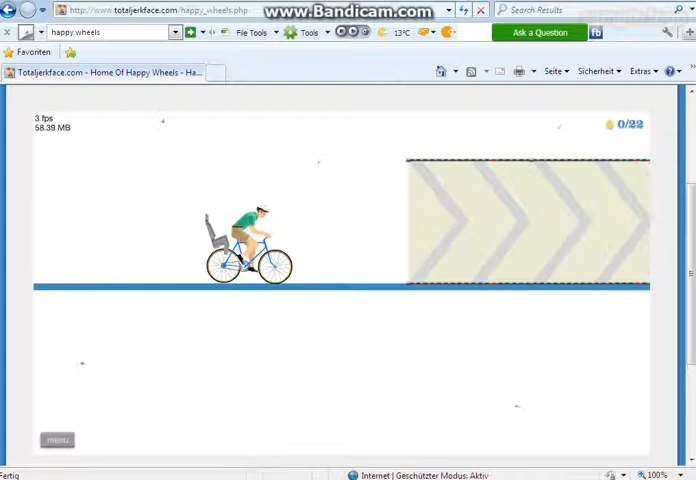 http://www.totaljerkface.com/happy_wheels.php
www.Bandicam.com
Search Results
happy wheels
File Tools
Tools
13°C
Ask a Question
fb
Favoriten
Totaljerkface.com - Home Of Happy Wheels - Ha...
Seite
Sicherheit
Extras
3 fps
58.39 MB
0/22
menu
Fertig
Internet | Geschützter Modus: Aktiv
100%